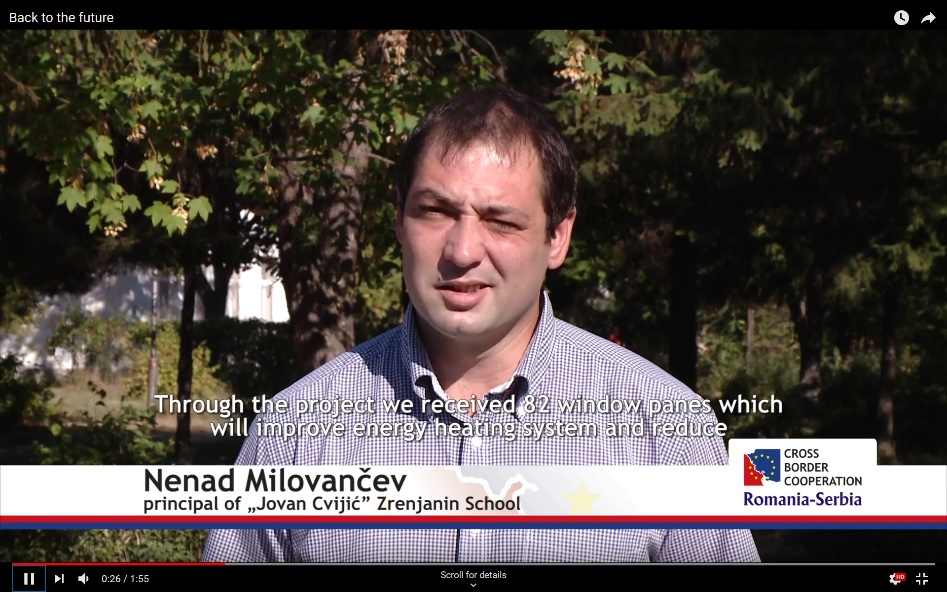 Back to the future
Through the project we received 82 window panes which
will improve energy heating system and reduce
Nenad Milovančev
principal of „Jovan Cvijić” Zrenjanin School
CROSS
BORDER
COOPERATION
Romania-Serbia
0:26 / 1:55
Scroll for details
HD